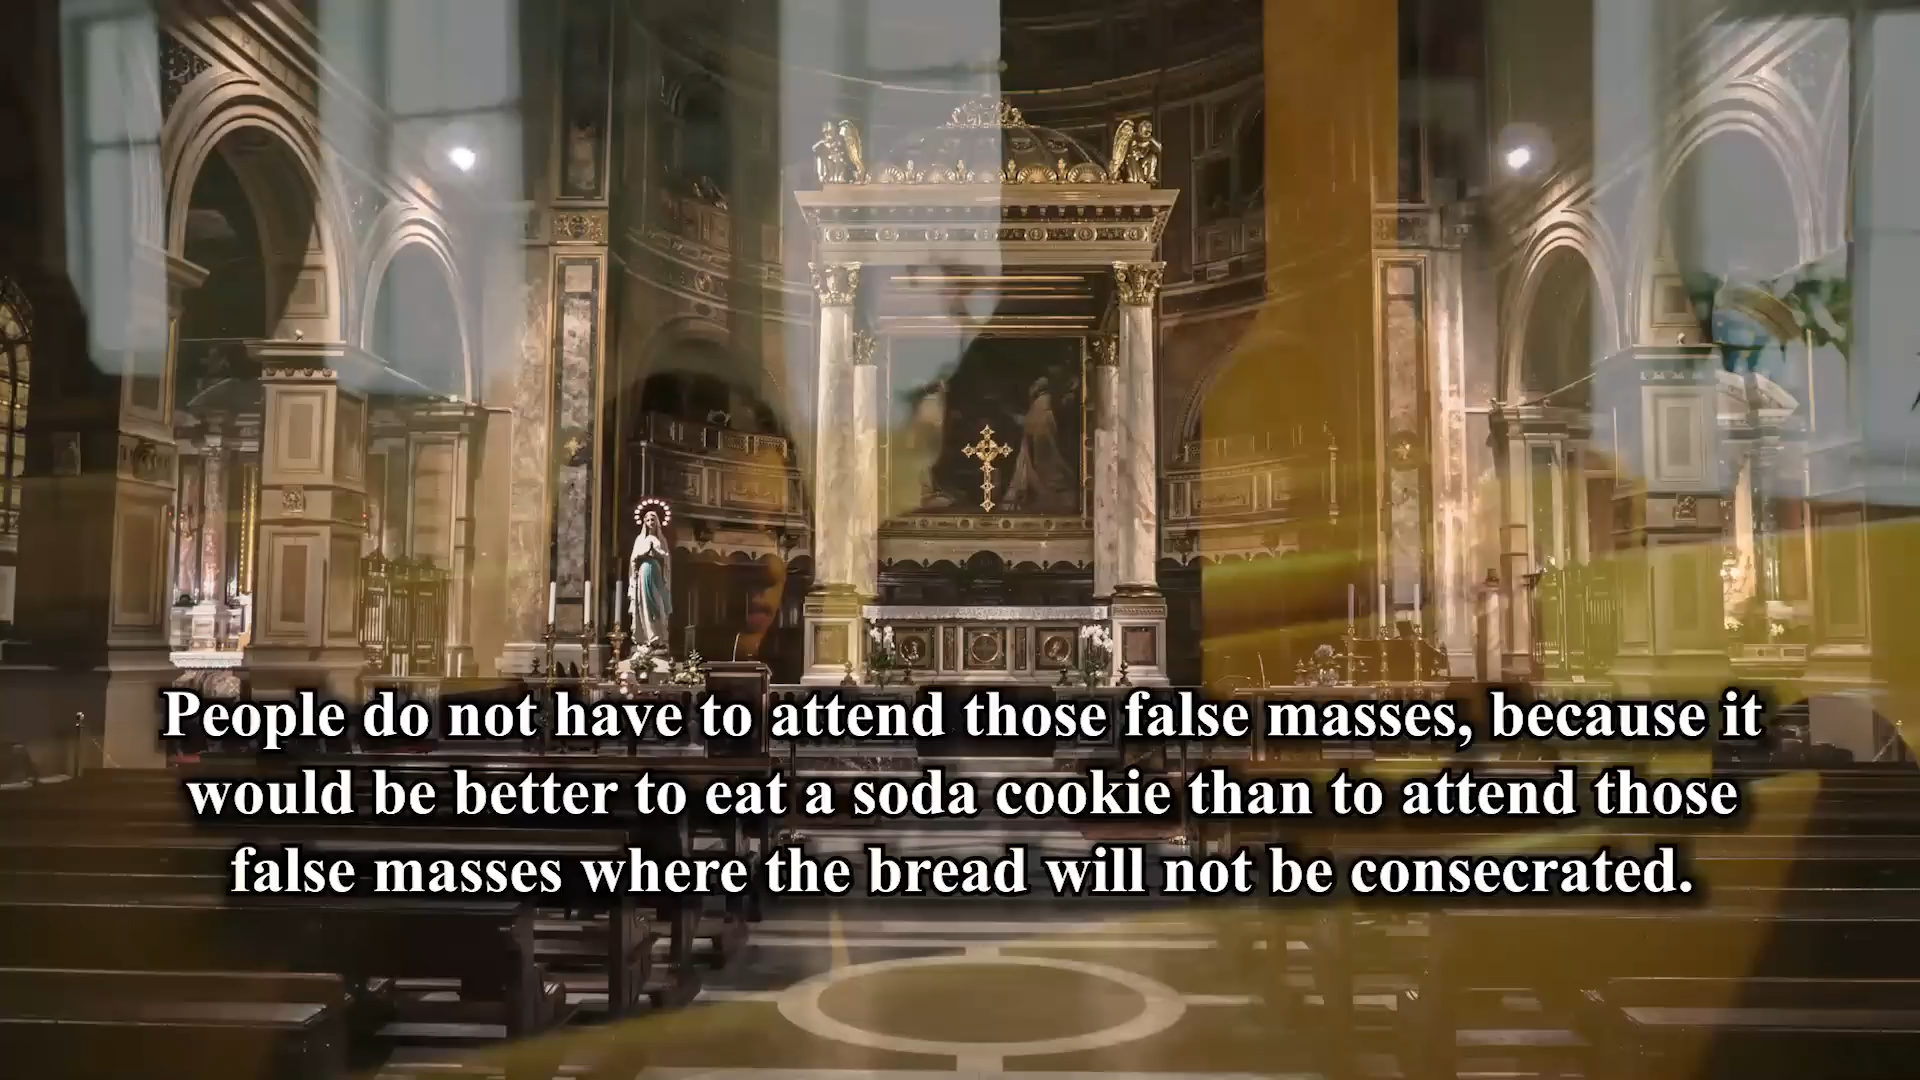 People do not have to attend those false masses, because it
would be better to eat a soda cookie than to attend those
false masses where the bread will not be consecrated.